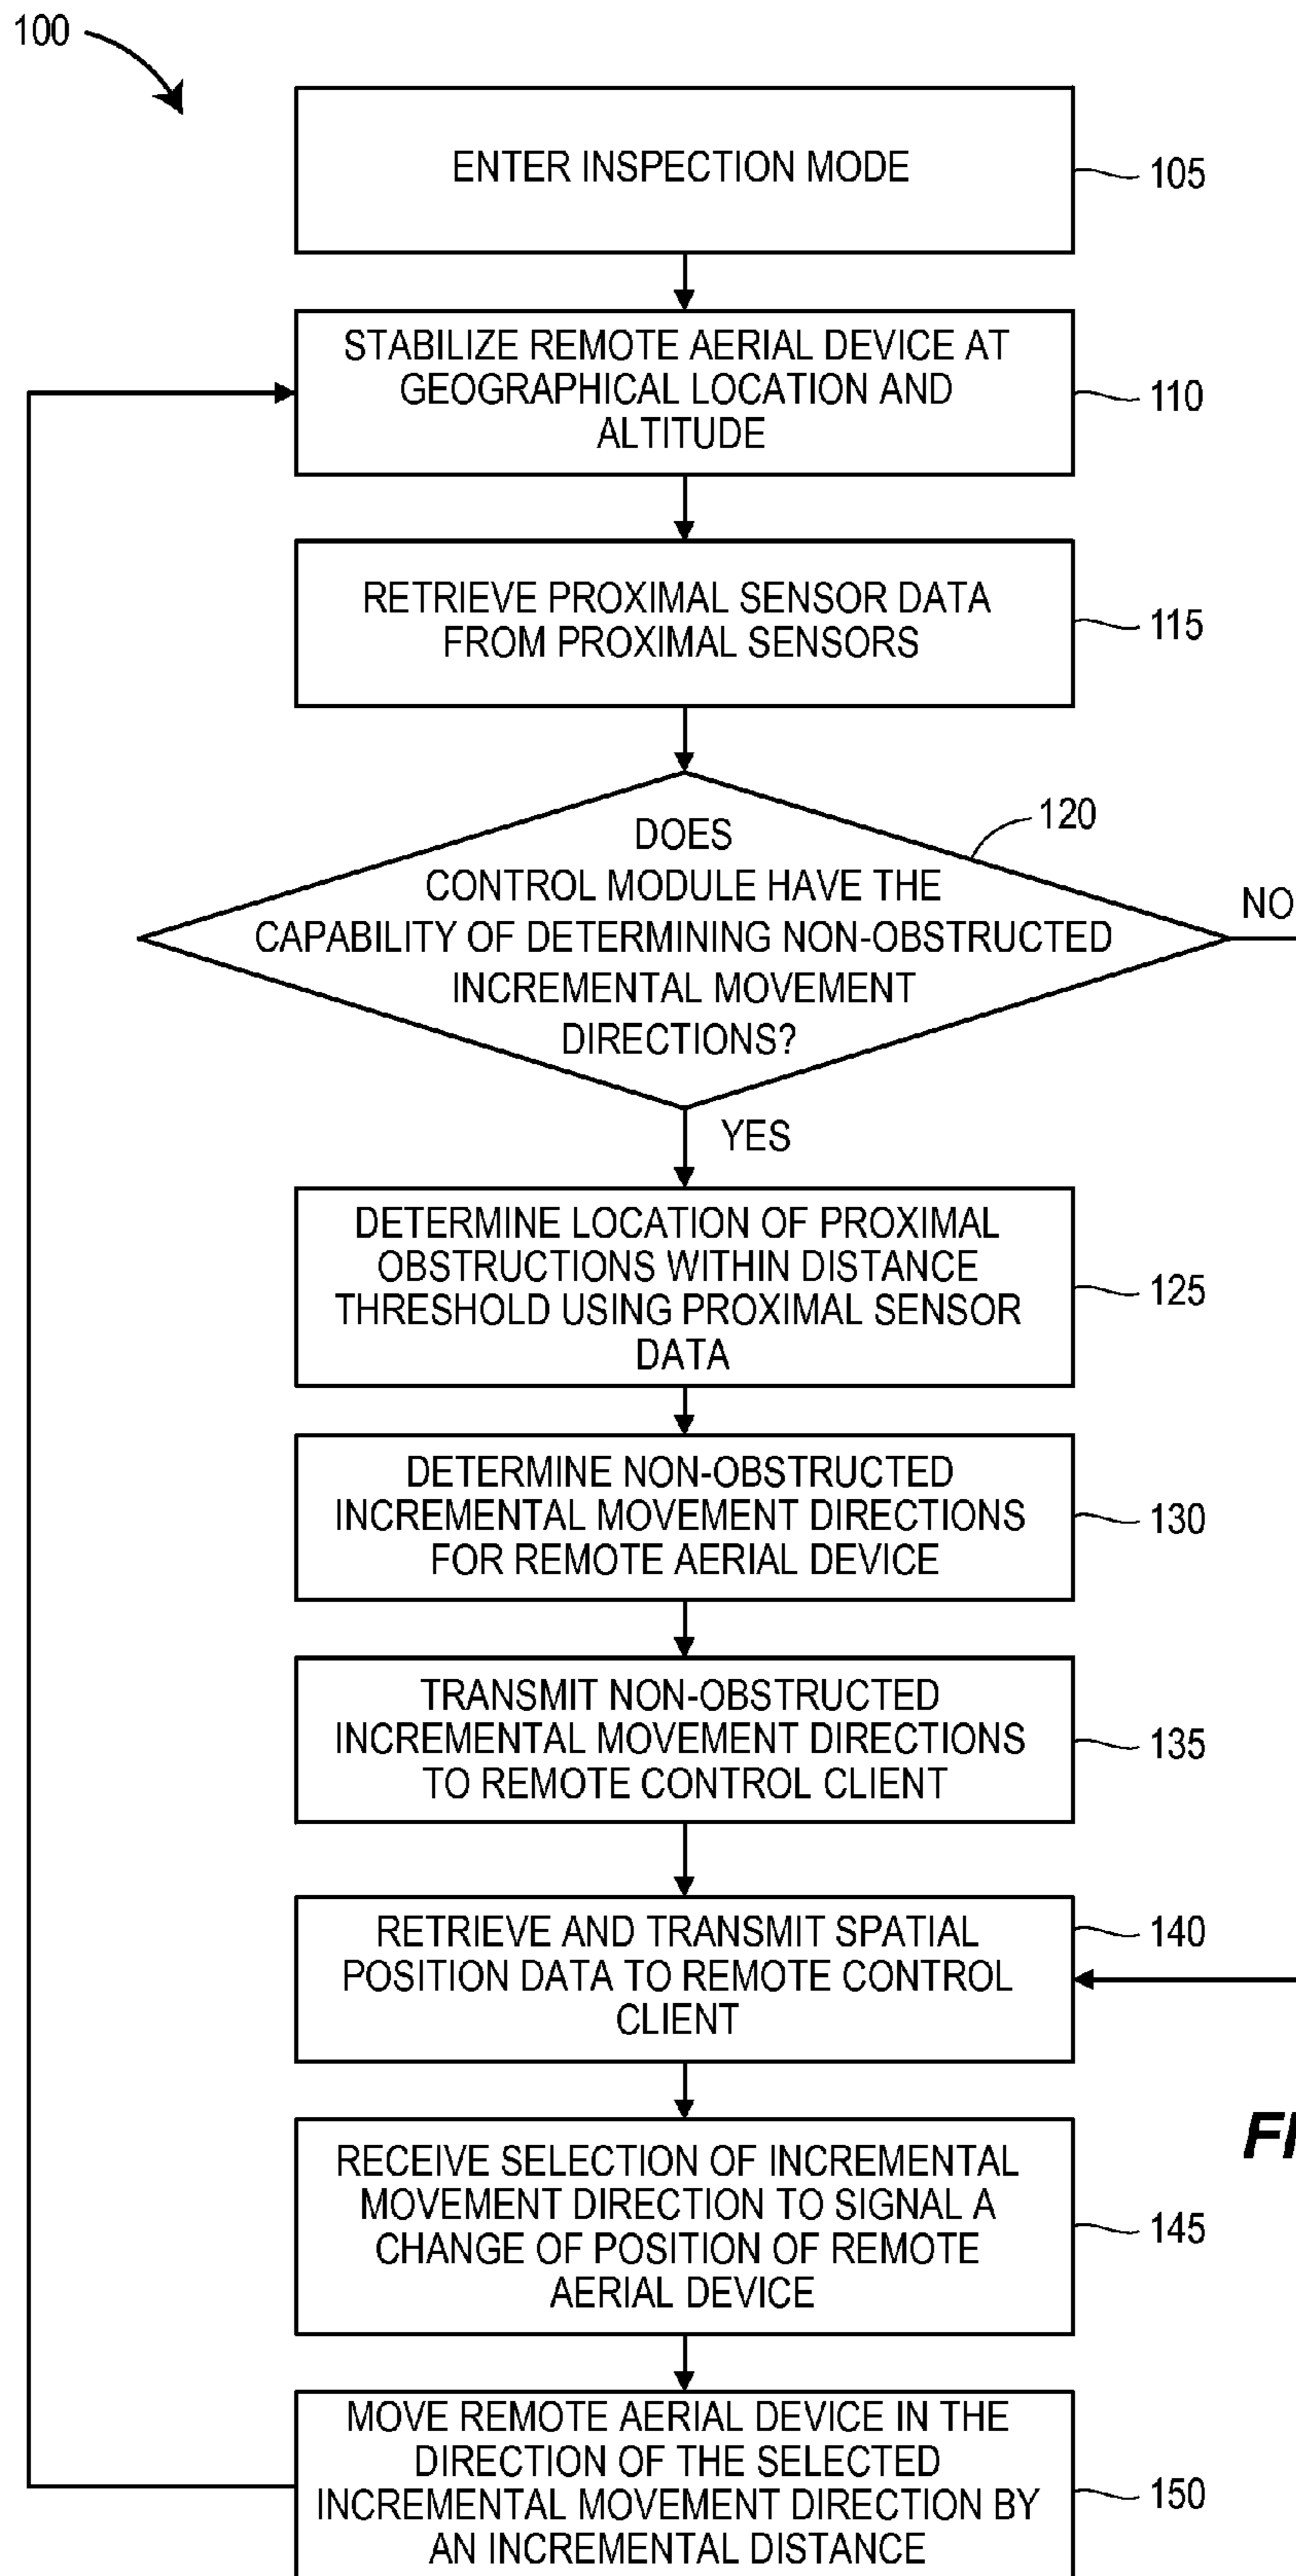 100
ENTER INSPECTION MODE
105
STABILIZE REMOTE AERIAL DEVICE AT
GEOGRAPHICAL LOCATION AND
ALTITUDE
110
RETRIEVE PROXIMAL SENSOR DATA
FROM PROXIMAL SENSORS
115
120
DOES
CONTROL MODULE HAVE THE
CAPABILITY OF DETERMINING NON-OBSTRUCTED
INCREMENTAL MOVEMENT
DIRECTIONS?
NO
YES
DETERMINE LOCATION OF PROXIMAL
OBSTRUCTIONS WITHIN DISTANCE
THRESHOLD USING PROXIMAL SENSOR
DATA
125
DETERMINE NON-OBSTRUCTED
INCREMENTAL MOVEMENT DIRECTIONS
FOR REMOTE AERIAL DEVICE
130
TRANSMIT NON-OBSTRUCTED
INCREMENTAL MOVEMENT DIRECTIONS
TO REMOTE CONTROL CLIENT
135
RETRIEVE AND TRANSMIT SPATIAL
POSITION DATA TO REMOTE CONTROL
CLIENT
140
RECEIVE SELECTION OF INCREMENTAL
MOVEMENT DIRECTION TO SIGNAL A
CHANGE OF POSITION OF REMOTE
AERIAL DEVICE
145
MOVE REMOTE AERIAL DEVICE IN THE
DIRECTION OF THE SELECTED
INCREMENTAL MOVEMENT DIRECTION BY
AN INCREMENTAL DISTANCE
150